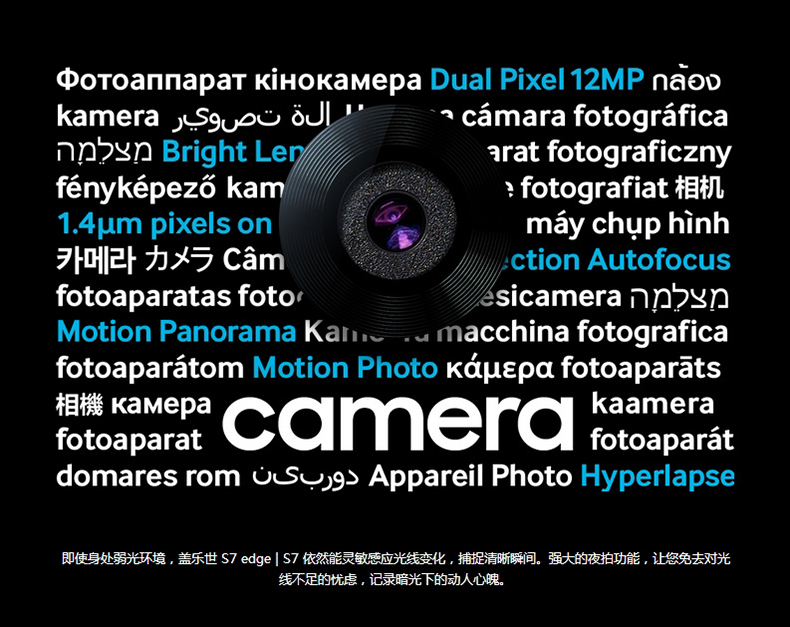 Фотоаппарат кінокамера Dual Pixel 12MP กล้อง
kamera ريوصت ةلا cámara fotográfica
מַצלֵמָה Bright Len arat fotograficzny
fényképező kam e fotografiat 相机
1.4µm pixels on máy chụp hình
카메라 カメラ Câm ection Autofocus
fotoaparatas foto esicamera מַצלֵמָה
Motion Panorama macchina fotografica
fotoaparátom Motion Photo κάμερα fotoaparāts
相機 камера camera kaamera
fotoaparat fotoaparát
domares rom دوربین Appareil Photo Hyperlapse
即使身处弱光环境，盖乐世 S7 edge | S7 依然能灵敏感应光线变化，捕捉清晰瞬间。强大的夜拍功能，让您免去对光
线不足的忧虑，记录暗光下的动人心魄。